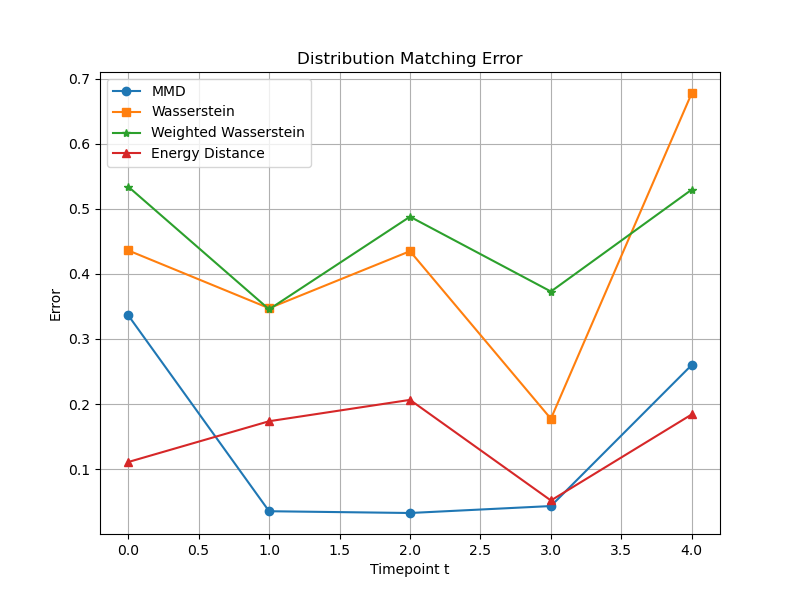 Distribution Matching Error
MMD
Wasserstein
Weighted Wasserstein
Energy Distance
0.7
0.6
0.5
0.4
0.3
0.2
0.1
Error
0.0 0.5 1.0 1.5 2.0 2.5 3.0 3.5 4.0
Timepoint t